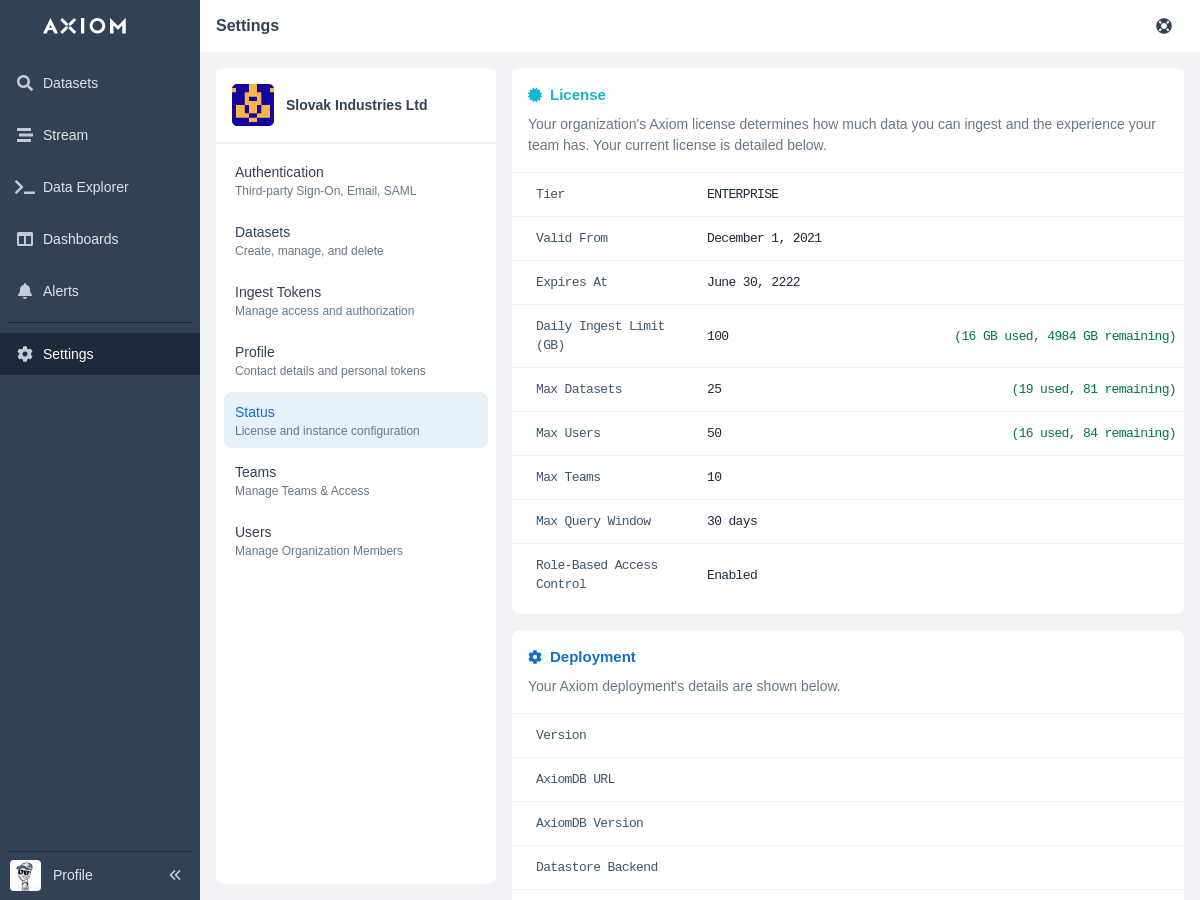 AXIOM
Settings
Datasets
Stream
Data Explorer
Dashboards
Alerts
Settings
Profile
Slovak Industries Ltd
Authentication
Third-party Sign-On, Email, SAML
Datasets
Create, manage, and delete
Ingest Tokens
Manage access and authorization
Profile
Contact details and personal tokens
Status
License and instance configuration
Teams
Manage Teams & Access
Users
Manage Organization Members
License
Your organization's Axiom license determines how much data you can ingest and the experience your
team has. Your current license is detailed below.
Tier ENTERPRISE
Valid From December 1, 2021
Expires At June 30, 2222
Daily Ingest Limit
(GB) 100 (16 GB used, 4984 GB remaining)
Max Datasets 25 (19 used, 81 remaining)
Max Users 50 (16 used, 84 remaining)
Max Teams 10
Max Query Window 30 days
Role-Based Access
Control Enabled
Deployment
Your Axiom deployment's details are shown below.
Version
AxiomDB URL
AxiomDB Version
Datastore Backend